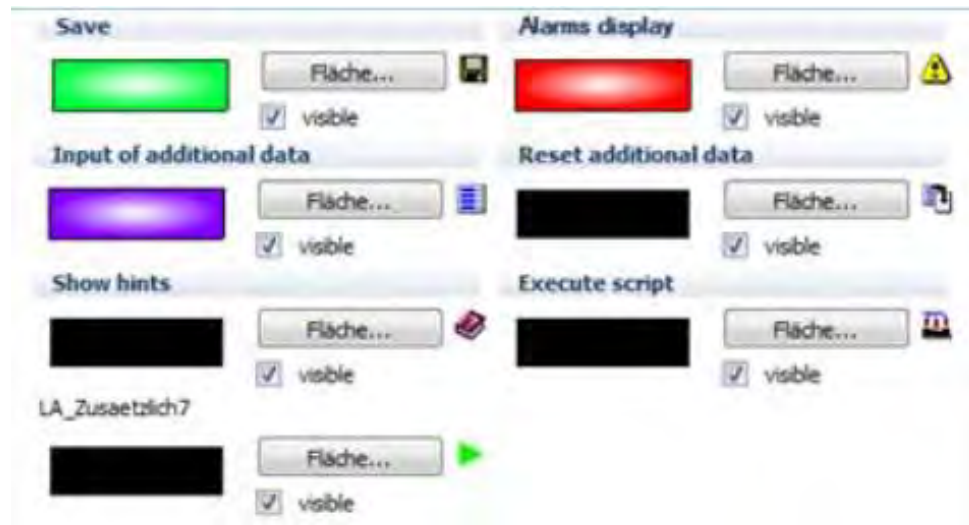 Save
Alarms display
Fläche...
Fläche...
visible
visible
Input of additional data
Reset additional data
Fläche...
Fläche...
visible
visible
Show hints
Execute script
Fläche...
Fläche...
visible
visible
LA_Zusaetzlich7
Fläche...
visible